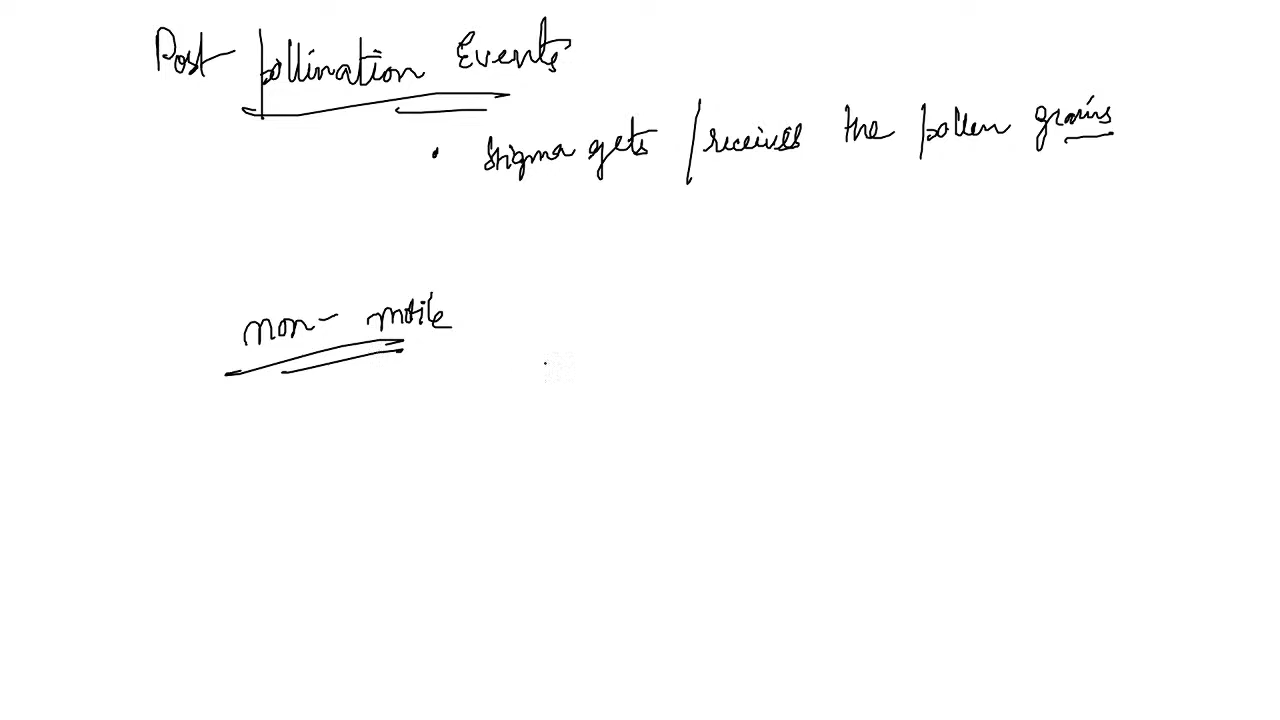 Post pollination Events
• Stigma gets / receives the pollen grains
non - motile